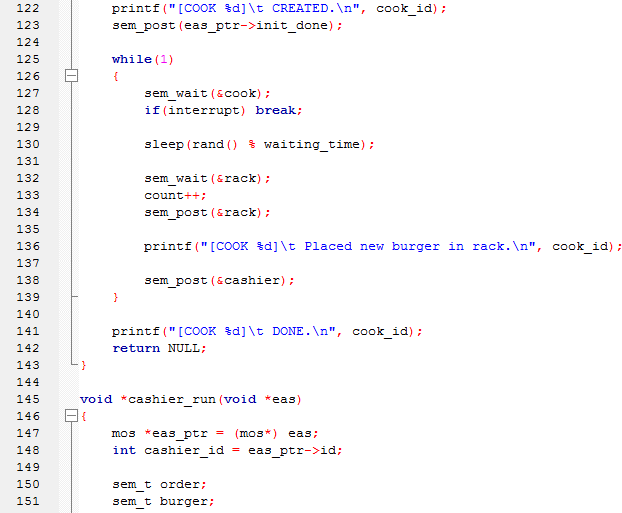 122 printf("[COOK %d]\t CREATED.\n", cook_id);
123 sem_post(eas_ptr->init_done);
124
125 while(1)
126 {
127 sem_wait(&cook);
128 if(interrupt) break;
129
130 sleep(rand() % waiting_time);
131
132 sem_wait(&rack);
133 count++;
134 sem_post(&rack);
135
136 printf("[COOK %d]\t Placed new burger in rack.\n", cook_id);
137
138 sem_post(&cashier);
139 }
140
141 printf("[COOK %d]\t DONE.\n", cook_id);
142 return NULL;
143 }
144
145 void *cashier_run(void *eas)
146 {
147 mos *eas_ptr = (mos*) eas;
148 int cashier_id = eas_ptr->id;
149
150 sem_t order;
151 sem_t burger;